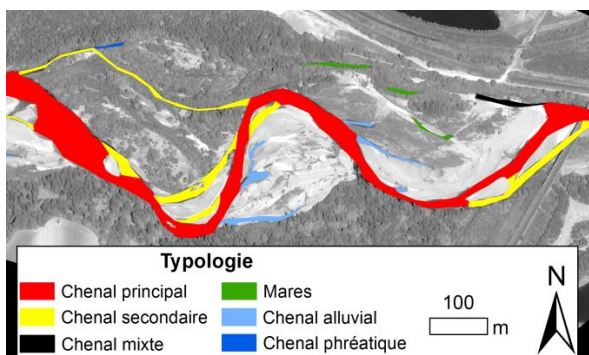 Typologie
Chenal principal
Chenal secondaire
Chenal mixte
Mares
Chenal alluvial
Chenal phréatique
100
m
N